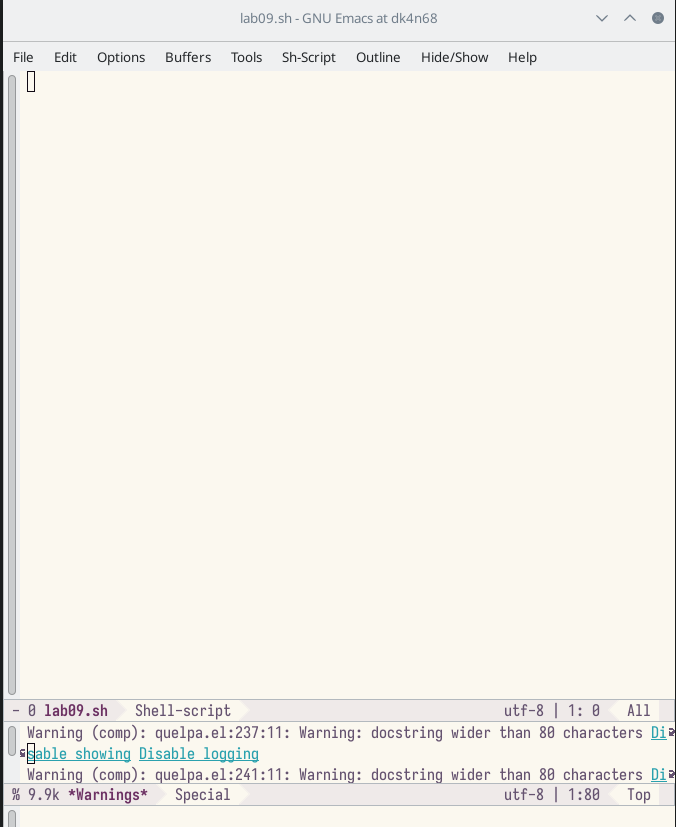 lab09.sh - GNU Emacs at dk4n68
File Edit Options Buffers Tools Sh-Script Outline Hide/Show Help
- 0 lab09.sh Shell-script utf-8 | 1: 0 All
Warning (comp): quelpa.el:237:11: Warning: docstring wider than 80 characters Di
sable showing Disable logging
Warning (comp): quelpa.el:241:11: Warning: docstring wider than 80 characters Di
% 9.9k *Warnings* Special utf-8 | 1:80 Top